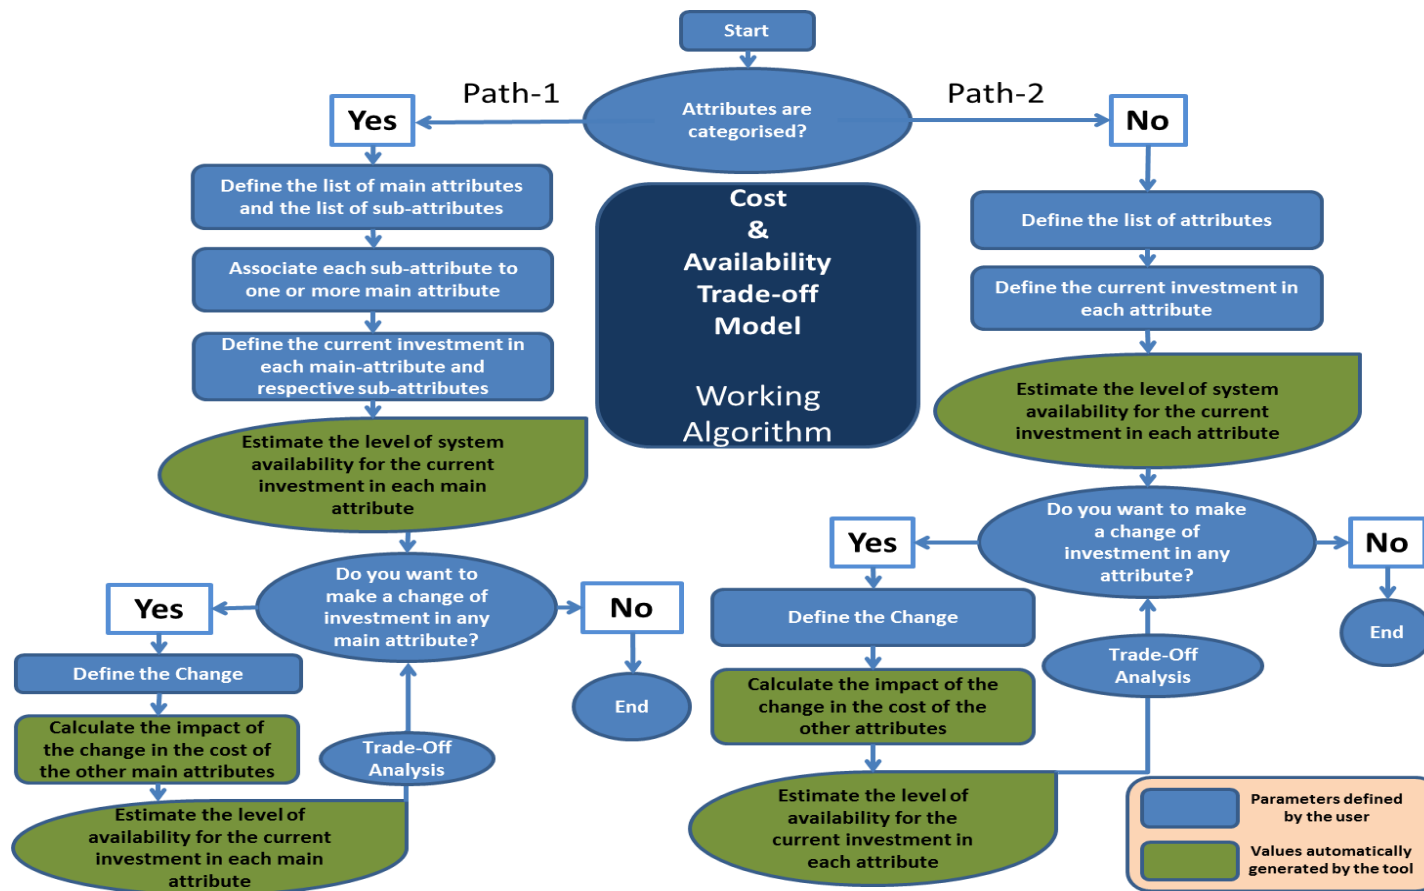 Start
Attributes are
categorised?
Path-1
Path-2
Yes
No
Define the list of main attributes
and the list of sub-attributes
Associate each sub-attribute to
one or more main attribute
Define the current investment in
each main-attribute and
respective sub-attributes
Estimate the level of system
availability for the current
investment in each main
attribute
Do you want to
make a change of
investment in any
main attribute?
Yes
No
End
Define the Change
Calculate the impact of
the change in the cost of
the other main attributes
Estimate the level of
availability for the current
investment in each main
attribute
Trade-Off
Analysis
Cost
&
Availability
Trade-off
Model
Working
Algorithm
Define the list of attributes
Define the current investment in
each attribute
Estimate the level of system
availability for the current
investment in each attribute
Do you want to make
a change of
investment in any
attribute?
Yes
No
End
Define the Change
Calculate the impact of the
change in the cost of the
other attributes
Estimate the level of
availability for the
current investment in
each attribute
Trade-Off
Analysis
Parameters defined
by the user
Values automatically
generated by the tool